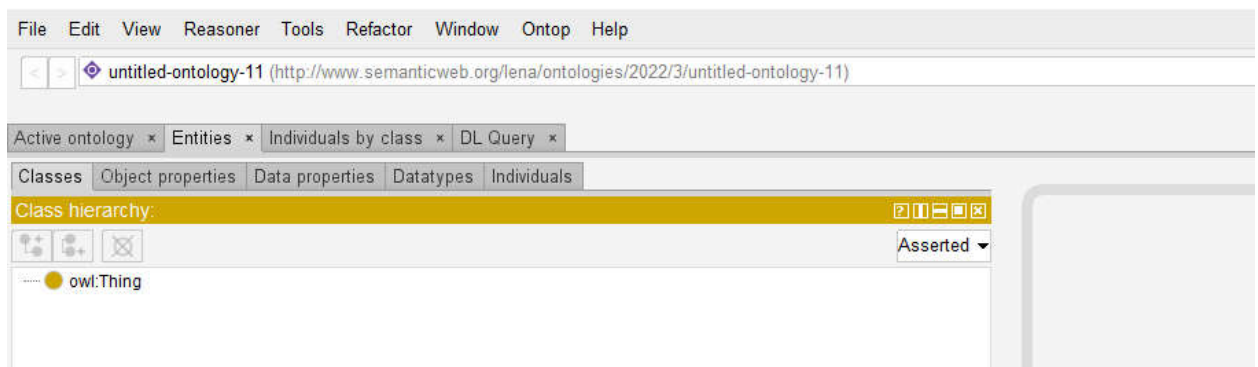 File Edit View Reasoner Tools Refactor Window Ontop Help
< > untitled-ontology-11 (http://www.semanticweb.org/lena/ontologies/2022/3/untitled-ontology-11)
Active ontology × Entities × Individuals by class × DL Query ×
Classes Object properties Data properties Datatypes Individuals
Class hierarchy:
Asserted
owl:Thing